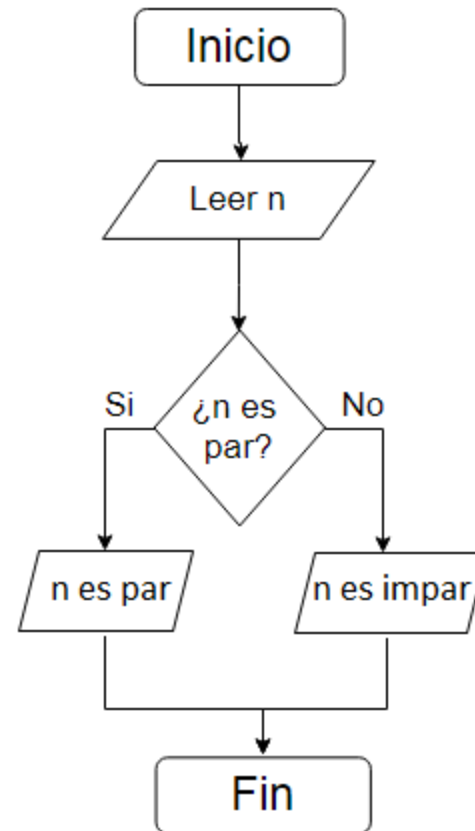 Inicio
Leer n
Si
¿n es
par?
No
n es par
n es impar
Fin